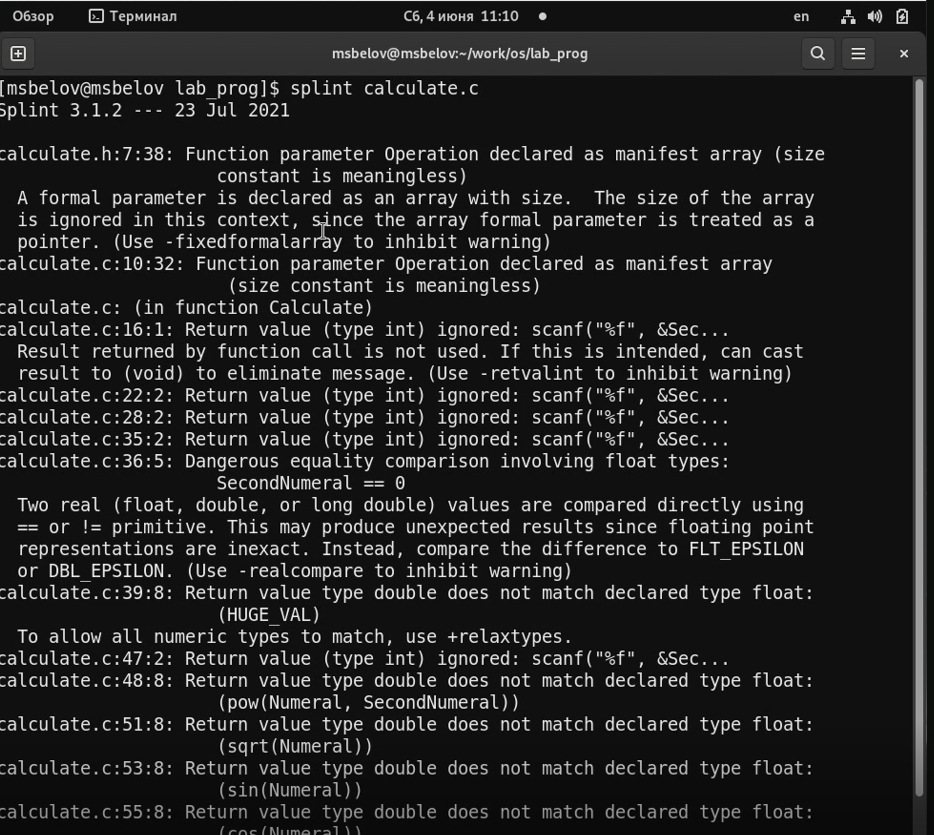 Обзор Терминал Сб, 4 июня 11:10 en
msbelov@msbelov:~/work/os/lab_prog
[msbelov@msbelov lab_prog]$ splint calculate.c
Splint 3.1.2 --- 23 Jul 2021
calculate.h:7:38: Function parameter Operation declared as manifest array (size
constant is meaningless)
A formal parameter is declared as an array with size.  The size of the array
is ignored in this context, since the array formal parameter is treated as a
pointer. (Use -fixedformalarray to inhibit warning)
calculate.c:10:32: Function parameter Operation declared as manifest array
(size constant is meaningless)
calculate.c: (in function Calculate)
calculate.c:16:1: Return value (type int) ignored: scanf("%f", &Sec...
Result returned by function call is not used. If this is intended, can cast
result to (void) to eliminate message. (Use -retvalint to inhibit warning)
calculate.c:22:2: Return value (type int) ignored: scanf("%f", &Sec...
calculate.c:28:2: Return value (type int) ignored: scanf("%f", &Sec...
calculate.c:35:2: Return value (type int) ignored: scanf("%f", &Sec...
calculate.c:36:5: Dangerous equality comparison involving float types:
SecondNumeral == 0
Two real (float, double, or long double) values are compared directly using
== or != primitive. This may produce unexpected results since floating point
representations are inexact. Instead, compare the difference to FLT_EPSILON
or DBL_EPSILON. (Use -realcompare to inhibit warning)
calculate.c:39:8: Return value type double does not match declared type float:
(HUGE_VAL)
To allow all numeric types to match, use +relaxtypes.
calculate.c:47:2: Return value (type int) ignored: scanf("%f", &Sec...
calculate.c:48:8: Return value type double does not match declared type float:
(pow(Numeral, SecondNumeral))
calculate.c:51:8: Return value type double does not match declared type float:
(sqrt(Numeral))
calculate.c:53:8: Return value type double does not match declared type float:
(sin(Numeral))
calculate.c:55:8: Return value type double does not match declared type float:
(cos(Numeral))